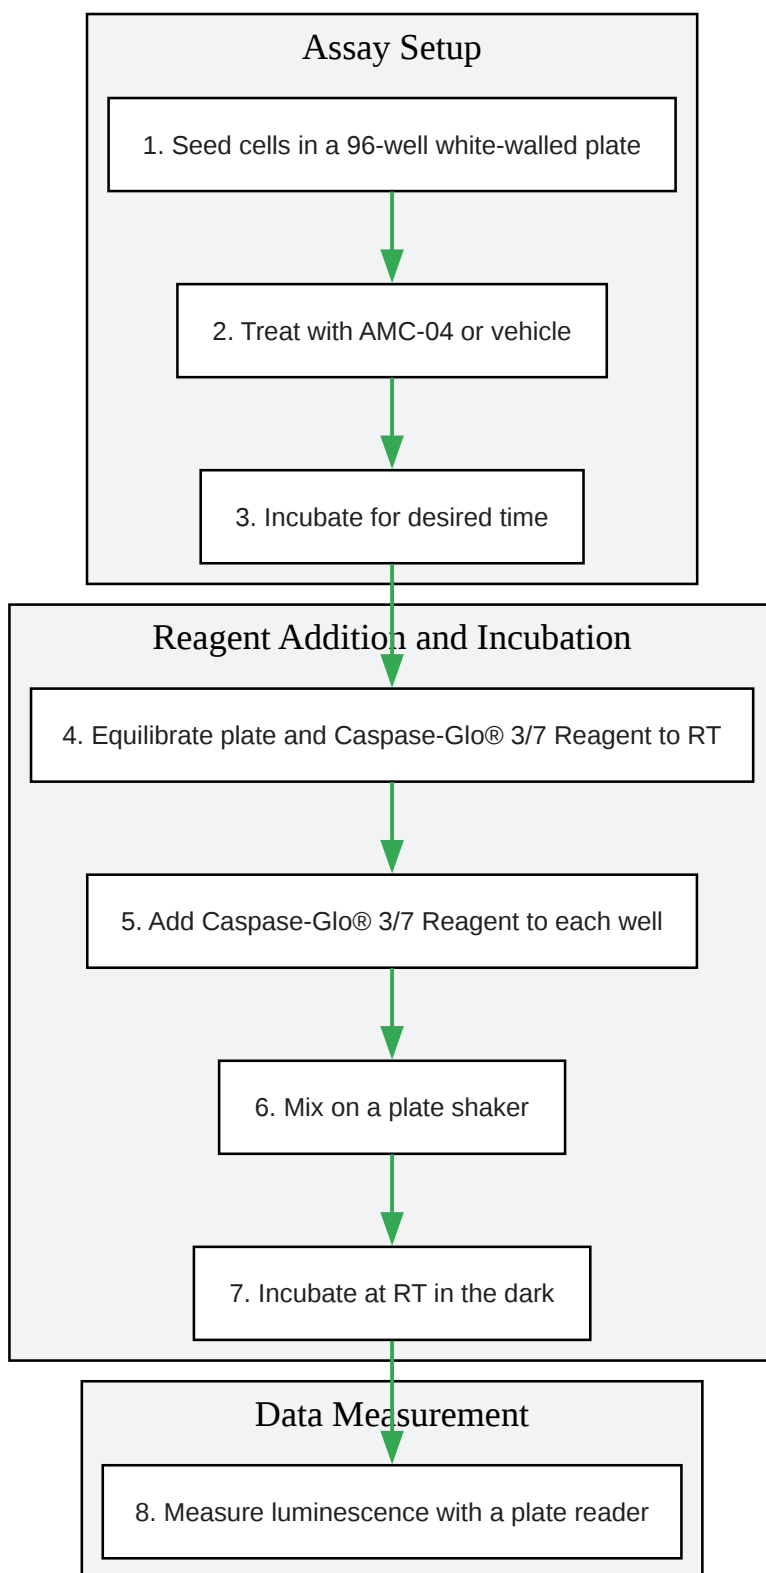 Assay Setup
1. Seed cells in a 96-well white-walled plate
2. Treat with AMC-04 or vehicle
3. Incubate for desired time
Reagent Addition and Incubation
4. Equilibrate plate and Caspase-Glo® 3/7 Reagent to RT
5. Add Caspase-Glo® 3/7 Reagent to each well
6. Mix on a plate shaker
7. Incubate at RT in the dark
Data Measurement
8. Measure luminescence with a plate reader